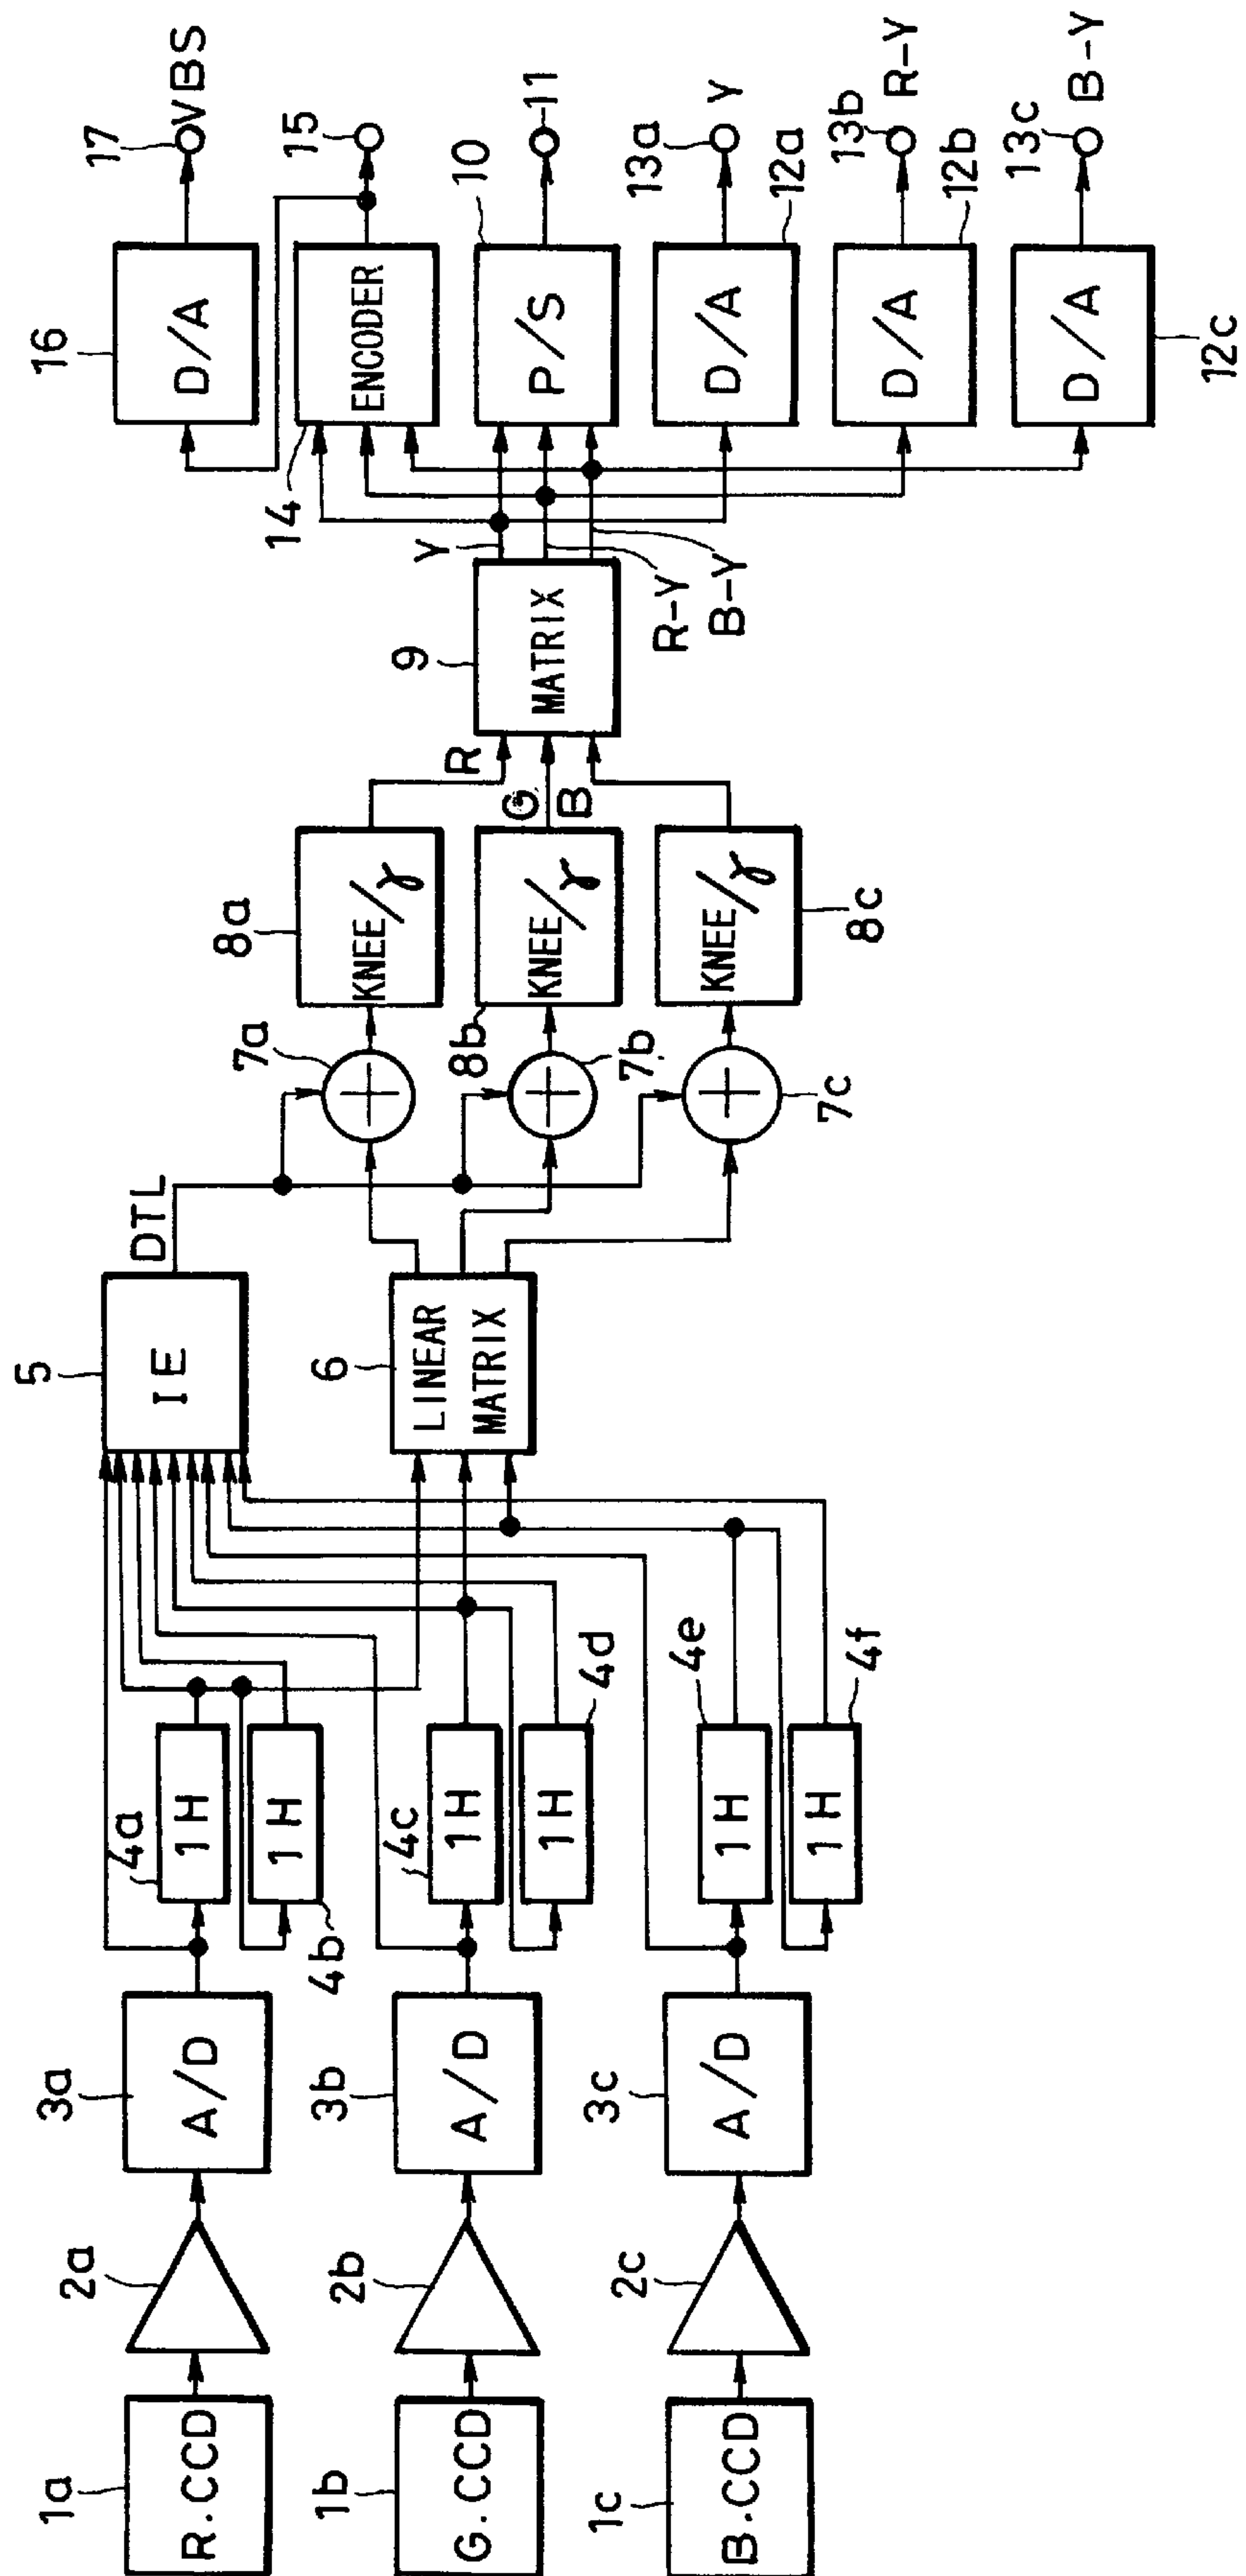 1a
R.CCD
2a
3a
A/D
4a
1H
1H
4b
1b
G.CCD
2b
3b
A/D
4c
1H
1H
4d
1c
B.CCD
2c
3c
A/D
4e
1H
1H
4f
5
IE
DTL
6
LINEAR
MATRIX
7a
7b
7c
8a
KNEE/γ
8b
KNEE/γ
8c
KNEE/γ
R
G
B
9
MATRIX
Y
R-Y
B-Y
16
D/A
17
VBS
14
ENCODER
15
10
P/S
11
12a
D/A
13a
Y
12b
D/A
13b
R-Y
12c
D/A
13c
B-Y